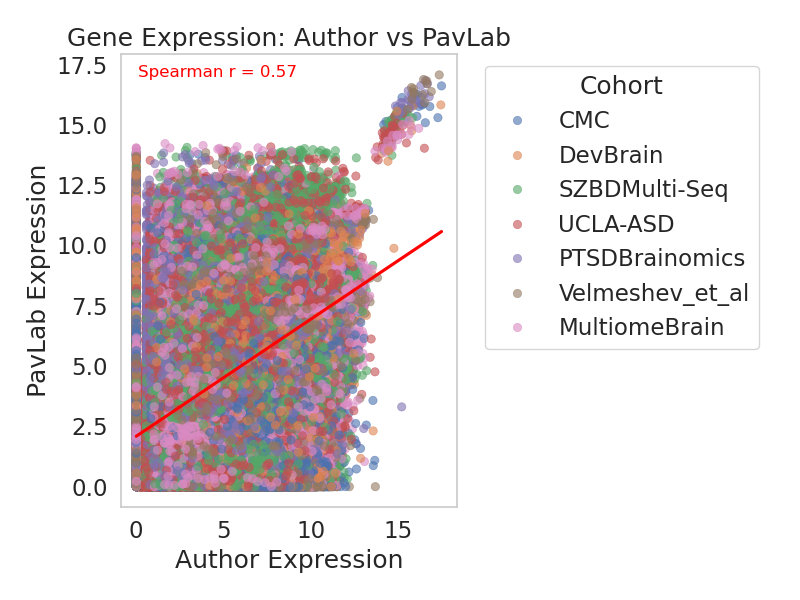 Gene Expression: Author vs PavLab
Spearman r = 0.57
17.5
15.0
12.5
10.0
7.5
5.0
2.5
0.0
PavLab Expression
0 5 10 15
Author Expression
Cohort
CMC
DevBrain
SZBDMulti-Seq
UCLA-ASD
PTSDBrainomics
Velmeshev_et_al
MultiomeBrain